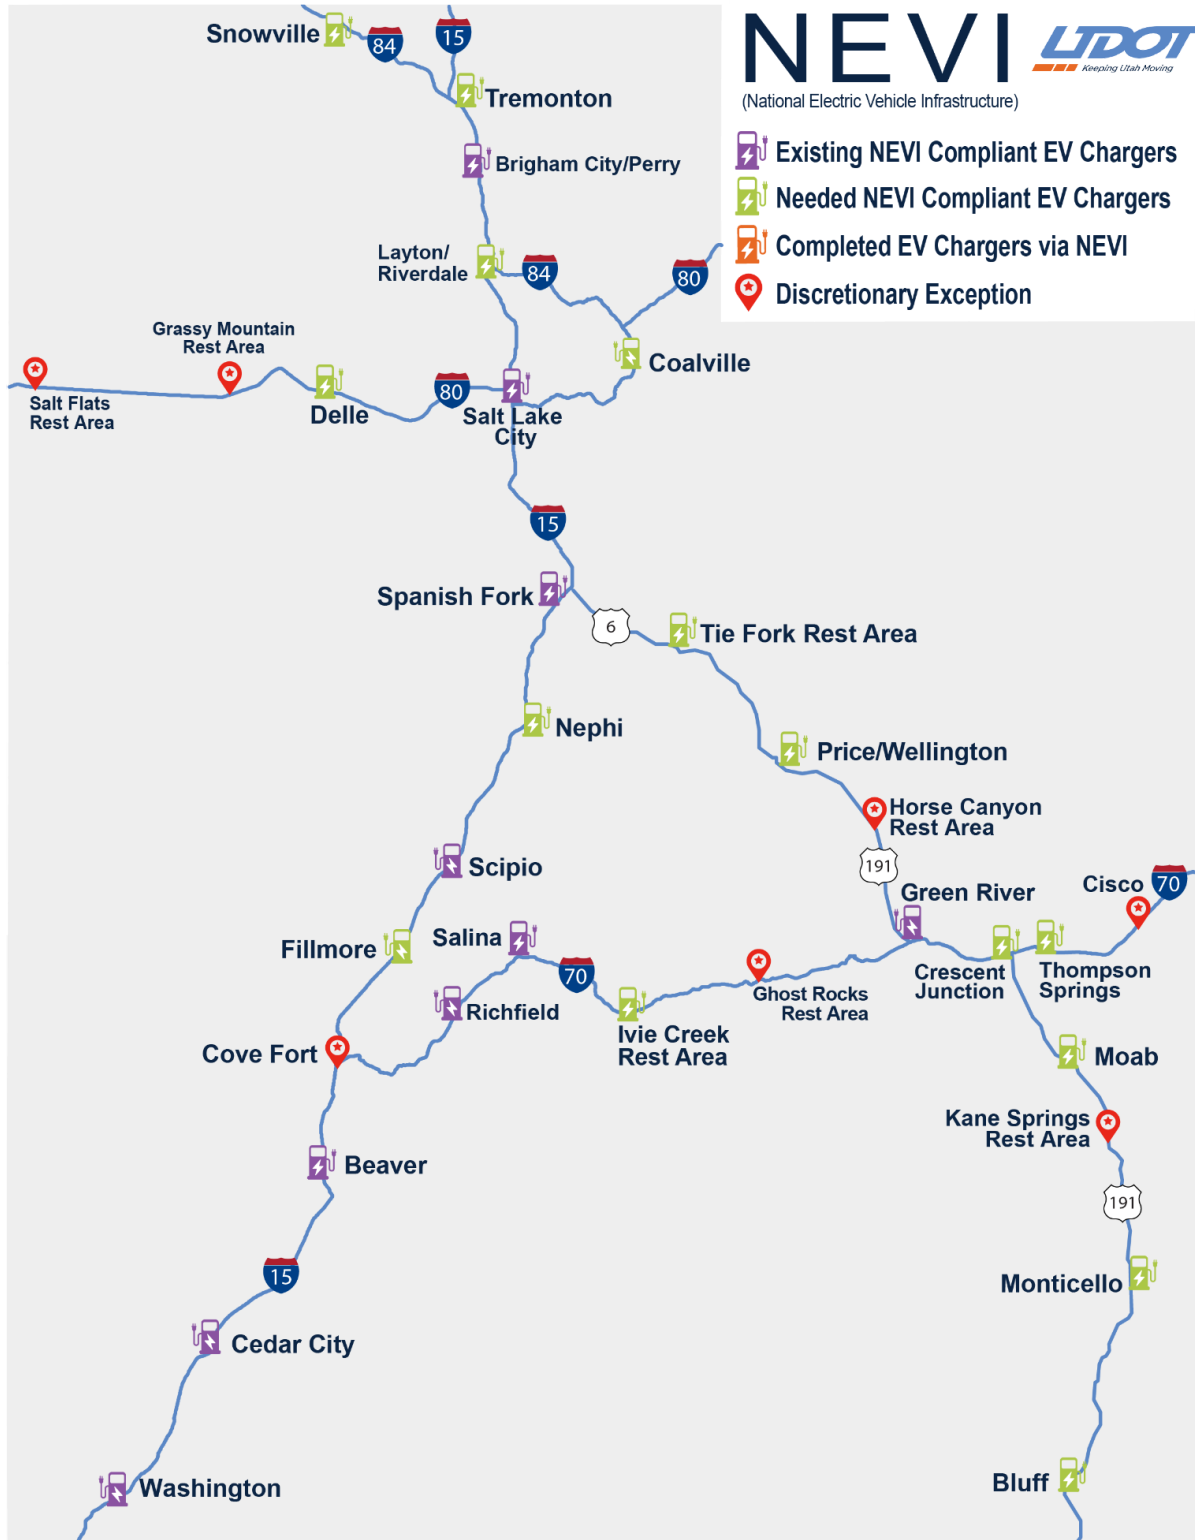 NEVI
UDOT
Keeping Utah Moving
(National Electric Vehicle Infrastructure)
Existing NEVI Compliant EV Chargers
Needed NEVI Compliant EV Chargers
Completed EV Chargers via NEVI
Discretionary Exception
Snowville
84
15
Tremonton
Brigham City/Perry
Layton/
Riverdale
84
80
Grassy Mountain
Rest Area
Coalville
Salt Flats
Rest Area
Delle
80
Salt Lake
City
15
Spanish Fork
6
Tie Fork Rest Area
Nephi
Price/Wellington
Horse Canyon
Rest Area
Scipio
191
Green River
Cisco
70
Fillmore
Salina
70
Crescent
Junction
Thompson
Springs
Richfield
Ghost Rocks
Rest Area
Ivie Creek
Rest Area
Cove Fort
Moab
Kane Springs
Rest Area
Beaver
191
15
Monticello
Cedar City
Washington
Bluff